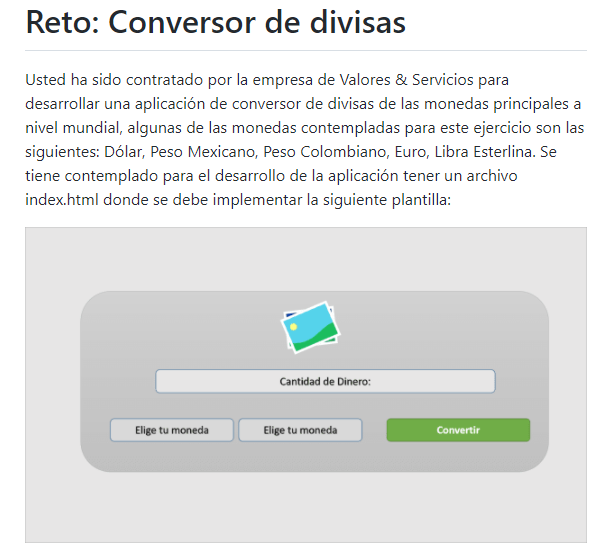 Reto: Conversor de divisas
Usted ha sido contratado por la empresa de Valores & Servicios para
desarrollar una aplicación de conversor de divisas de las monedas principales a
nivel mundial, algunas de las monedas contempladas para este ejercicio son las
siguientes: Dólar, Peso Mexicano, Peso Colombiano, Euro, Libra Esterlina. Se
tiene contemplado para el desarrollo de la aplicación tener un archivo
index.html donde se debe implementar la siguiente plantilla:
Cantidad de Dinero:
Elige tu moneda
Elige tu moneda
Convertir